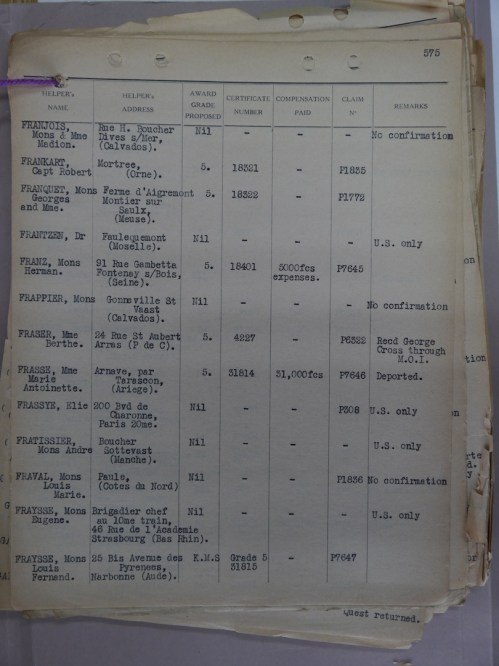 575
HELPER's NAME HELPER's ADDRESS AWARD GRADE PROPOSED CERTIFICATE NUMBER COMPENSATION PAID CLAIM Nº REMARKS
FRANJOIS, Rue H. Boucher Nil - - - No confirmation
Mons & Mme Dives s/Mer,
Madion. (Calvados).
FRANKART, Mortree, 5. 18321 - P1835
Capt Robert (Orne).
FRANQUET, Mons Ferme d'Aigremont 5. 18322 - P1772
Georges Montier sur
and Mme. Saulx,
(Meuse).
FRANTZEN, Dr Faulquemont Nil - - - U.S. only
(Moselle).
FRANZ, Mons 91 Rue Gambetta 5. 18401 5000fcs P7645
Herman. Fontenay s/Bois, expenses.
(Seine).
FRAPPIER, Mons Gonneville St Nil - - - No confirmation
Vaast
(Calvados).
FRASER, Mme 24 Rue St Aubert 5. 4227 - P6322 Recd George
Berthe. Arras (P de C). Cross through
M.O.I.
FRASSE, Mme Arnave, par 5. 31814 31,000fcs P7646 Deported.
Marie Tarascon,
Antoinette. (Ariege).
FRASSYE, Elie 200 Bvd de Nil - - P308 U.S. only
Charonne,
Paris 20me.
FRATISSIER, Boucher Nil - - - U.S. only
Mons Andre Sottevast
(Manche).
FRAVAL, Mons Paule, Nil - - P1836 No confirmation
Louis (Cotes du Nord)
Marie.
FRAYSSE, Mons Brigadier chef Nil - - - U.S. only
Eugene. au 10me train,
46 Rue de l'Academie
Strasbourg (Bas Rhin).
FRAYSSE, Mons 25 Bis Avenue des K.M.S Grade 5 - P7647
Louis Pyrenees, 31815
Fernand. Narbonne (Aude).
Quest returned.